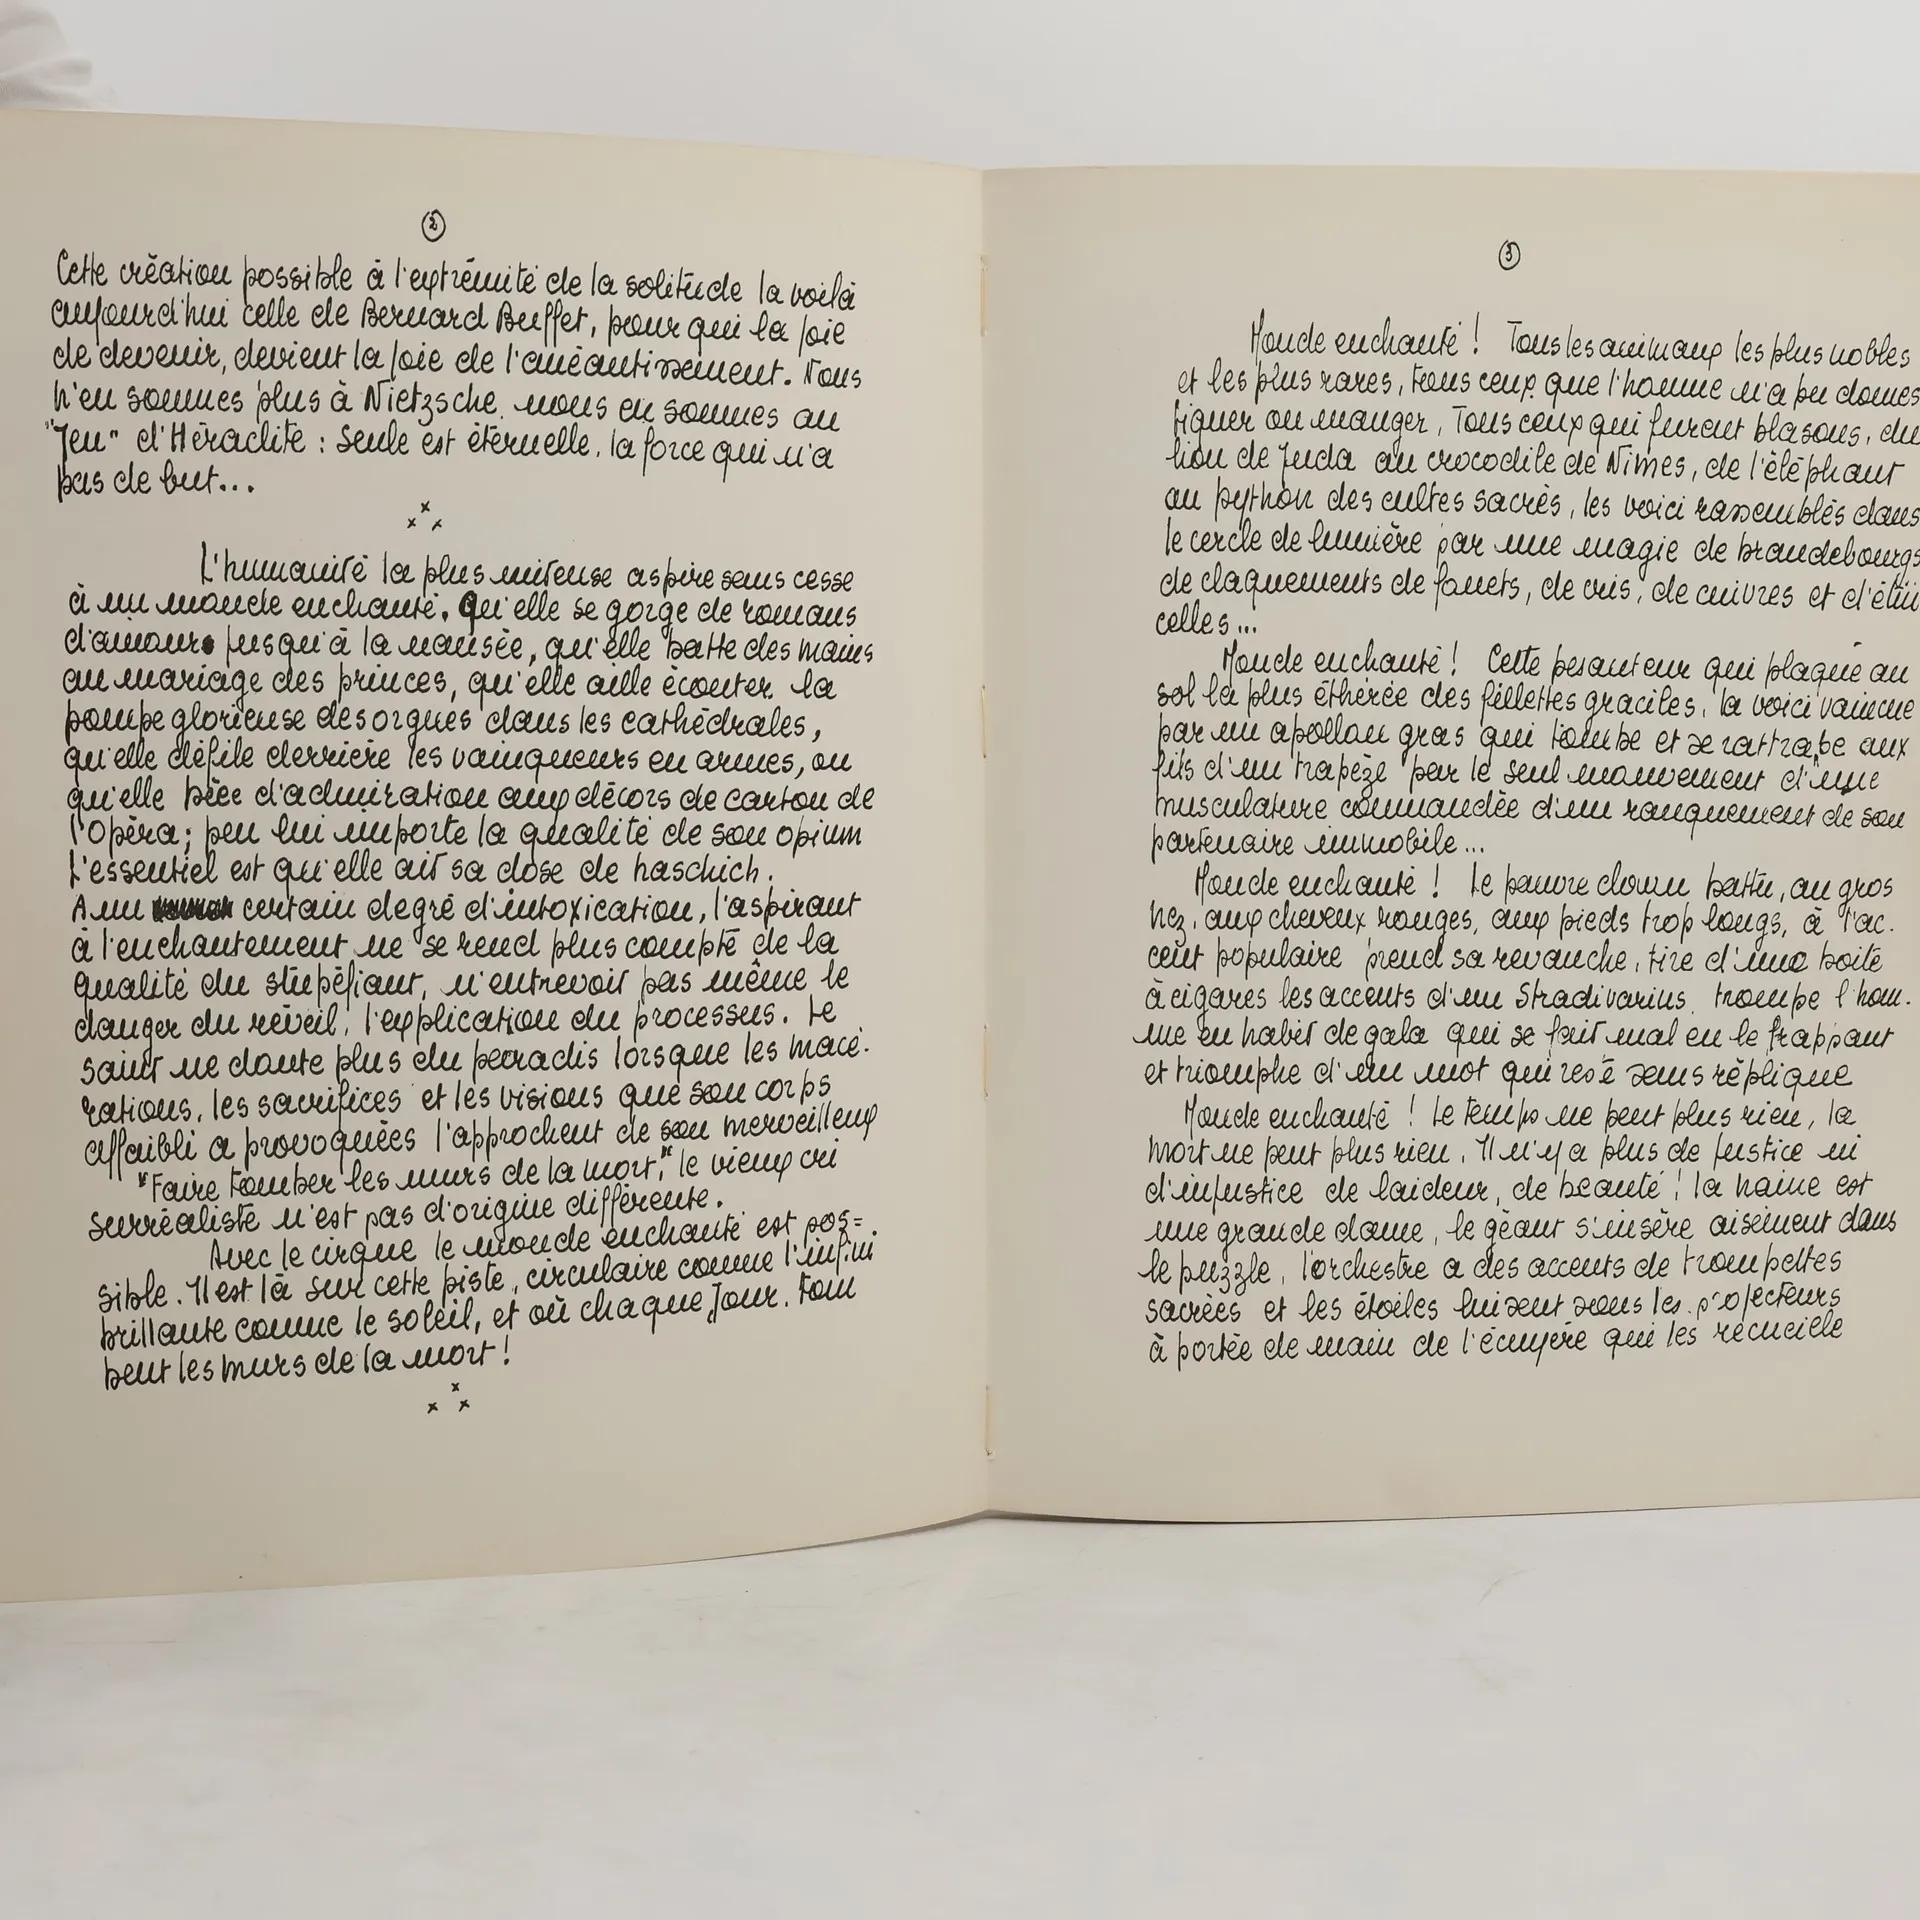 ②
Cette création possible à l'extrémité de la solitude la voilà
aujourd'hui celle de Bernard Buffet, pour qui la joie
de devenir, devient la joie de l'anéantissement. Nous
n'en sommes plus à Nietzsche, nous en sommes au
"Jeu" d'Héraclite : Seule est éternelle, la force qui n'a
pas de but...
x x x
L'humanité la plus miteuse aspire sans cesse
à un monde enchanté. Qu'elle se gorge de romans
d'amour jusqu'à la nausée, qu'elle batte des mains
au mariage des princes, qu'elle aille écouter la
pompe glorieuse des orgues dans les cathédrales,
qu'elle défile derrière les vainqueurs en armes, ou
qu'elle bée d'admiration aux décors de carton de
l'Opéra; peu lui importe la qualité de son opium
L'essentiel est qu'elle ait sa dose de haschich.
A un certain degré d'intoxication, l'aspirant
à l'enchantement ne se rend plus compte de la
qualité du stupéfiant, n'entrevoit pas même le
danger du réveil, l'explication du processus. Le
saint ne doute plus du paradis lorsque les macé-
rations, les sacrifices et les visions que son corps
affaibli a provoquées l'approchent de son merveilleux
"Faire tomber les murs de la mort," le vieux cri
surréaliste n'est pas d'origine différente.
Avec le cirque le monde enchanté est pos=
sible. Il est là sur cette piste, circulaire comme l'infini
brillante comme le soleil, et où chaque jour, tom
bent les murs de la mort !
x x x
③
Monde enchanté ! Tous les animaux les plus nobles
et les plus rares, tous ceux que l'homme n'a pu domes
tiquer ou manger, Tous ceux qui furent blasons, du
lion de Juda au crocodile de Nîmes, de l'éléphant
au python des cultes sacrés, les voici rassemblés dans
le cercle de lumière par une magie de brandebourgs
de claquements de fouets, de cris, de cuivres et d'étin
celles...
Monde enchanté ! Cette pesanteur qui plaque au
sol la plus éthérée des fillettes graciles, la voici vaincue
par un apollon gras qui tombe et se rattrape aux
fils d'un trapèze par le seul mouvement d'une
musculature commandée d'un ranquement de son
partenaire immobile...
Monde enchanté ! Le pauvre clown battu, au gros
nez, aux cheveux rouges, aux pieds trop longs, à l'ac-
cent populaire prend sa revanche, tire d'une boîte
à cigares les accents d'un Stradivarius, trompe l'hom-
me en habit de gala qui se fait mal en le frappant
et triomphe d'un mot qui resté sans réplique
Monde enchanté ! Le temps ne peut plus rien, la
mort ne peut plus rien. Il n'y a plus de justice ni
d'injustice de laideur, de beauté ! la naine est
une grande dame, le géant s'insère aisément dans
le puzzle, l'orchestre a des accents de trompettes
sacrées et les étoiles luisent sous les projecteurs
à portée de main de l'écuyère qui les recueille